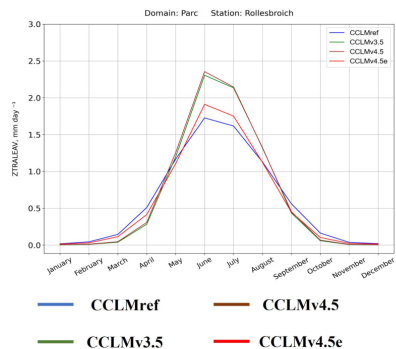 Domain: Parc Station: Rollesbroich
ZTRALEAV, mm day ⁻¹
3.0
2.5
2.0
1.5
1.0
0.5
0.0
CCLMref
CCLMv3.5
CCLMv4.5
CCLMv4.5e
January
February
March
April
May
June
July
August
September
October
November
December
CCLMref
CCLMv4.5
CCLMv3.5
CCLMv4.5e